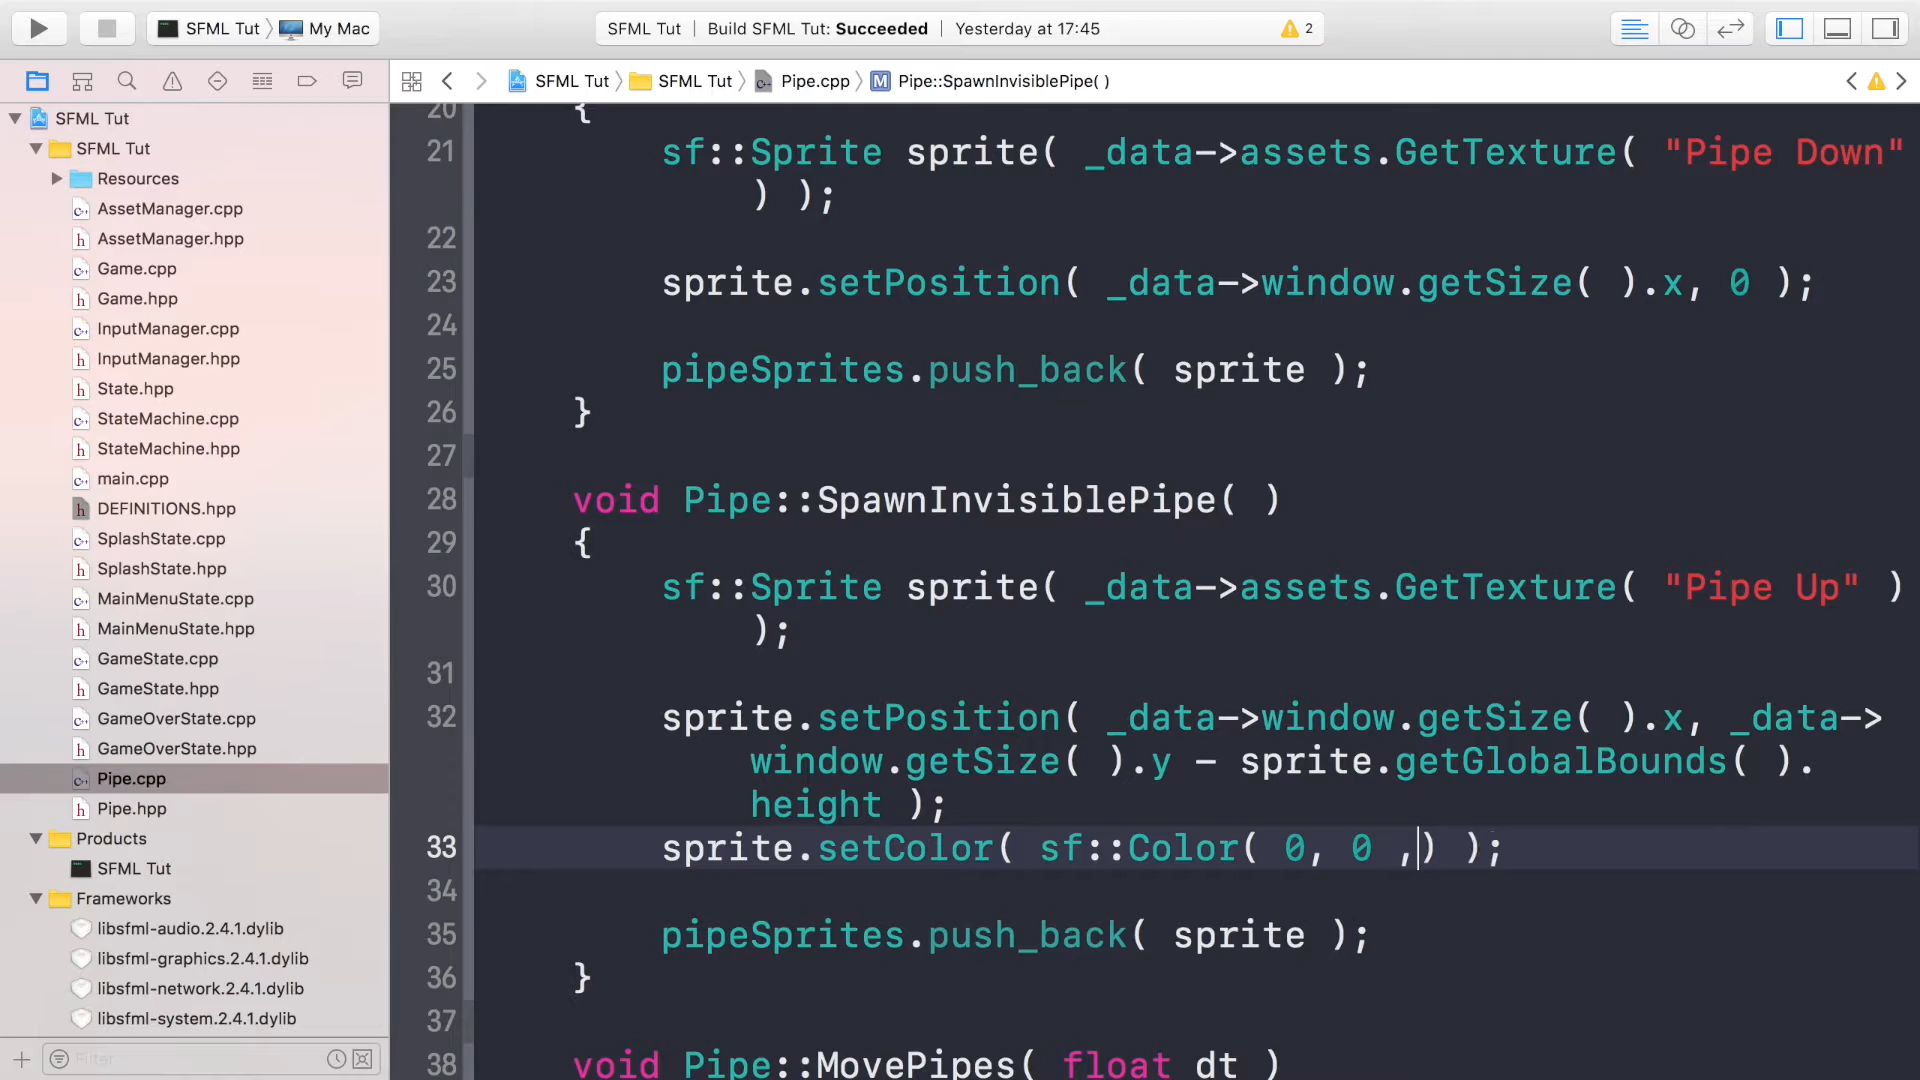 SFML Tut My Mac
SFML Tut Build SFML Tut: Succeeded Yesterday at 17:45 2
SFML Tut SFML Tut Pipe.cpp M Pipe::SpawnInvisiblePipe( )
SFML Tut
SFML Tut
Resources
AssetManager.cpp
AssetManager.hpp
Game.cpp
Game.hpp
InputManager.cpp
InputManager.hpp
State.hpp
StateMachine.cpp
StateMachine.hpp
main.cpp
DEFINITIONS.hpp
SplashState.cpp
SplashState.hpp
MainMenuState.cpp
MainMenuState.hpp
GameState.cpp
GameState.hpp
GameOverState.cpp
GameOverState.hpp
Pipe.cpp
Pipe.hpp
Products
SFML Tut
Frameworks
libsfml-audio.2.4.1.dylib
libsfml-graphics.2.4.1.dylib
libsfml-network.2.4.1.dylib
libsfml-system.2.4.1.dylib
Filter
20 {
21 sf::Sprite sprite( _data->assets.GetTexture( "Pipe Down"
) );
22
23 sprite.setPosition( _data->window.getSize( ).x, 0 );
24
25 pipeSprites.push_back( sprite );
26 }
27
28 void Pipe::SpawnInvisiblePipe( )
29 {
30 sf::Sprite sprite( _data->assets.GetTexture( "Pipe Up" )
);
31
32 sprite.setPosition( _data->window.getSize( ).x, _data->
window.getSize( ).y - sprite.getGlobalBounds( ).
height );
33 sprite.setColor( sf::Color( 0, 0 ,) );
34
35 pipeSprites.push_back( sprite );
36 }
37
38 void Pipe::MovePipes( float dt )